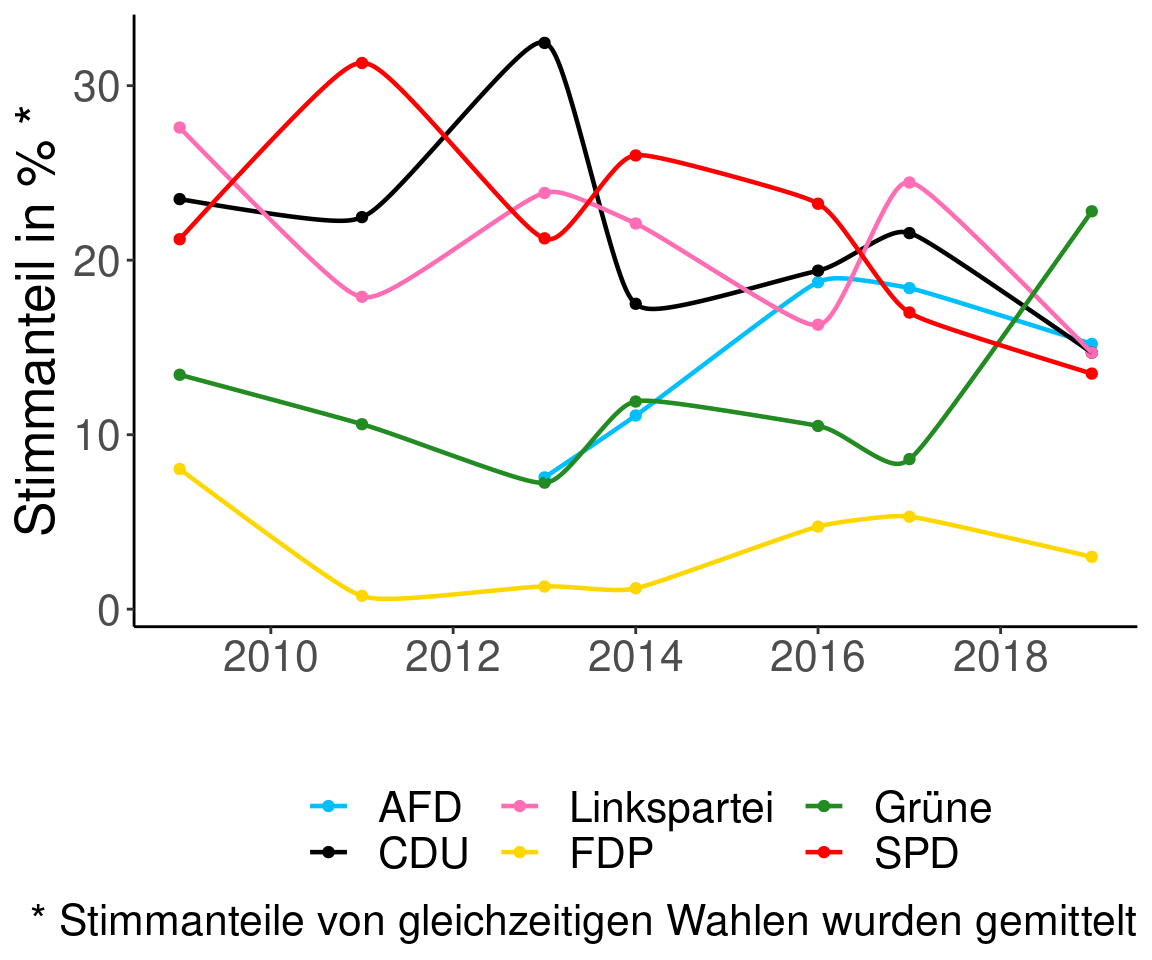 Stimmanteil in % *
30
20
10
0
2010 2012 2014 2016 2018
AFD Linkspartei Grüne
CDU FDP SPD
* Stimmanteile von gleichzeitigen Wahlen wurden gemittelt